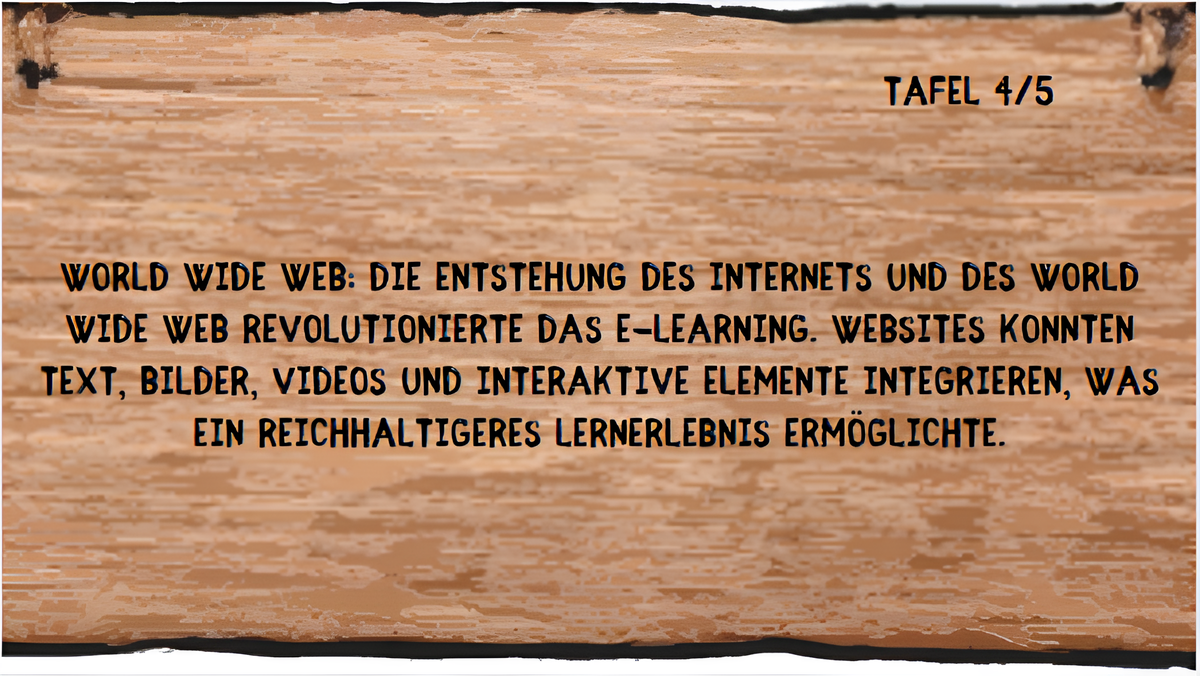 TAFEL 4/5
WORLD WIDE WEB: DIE ENTSTEHUNG DES INTERNETS UND DES WORLD
WIDE WEB REVOLUTIONIERTE DAS E-LEARNING. WEBSITES KONNTEN
TEXT, BILDER, VIDEOS UND INTERAKTIVE ELEMENTE INTEGRIEREN, WAS
EIN REICHHALTIGERES LERNERLEBNIS ERMÖGLICHTE.